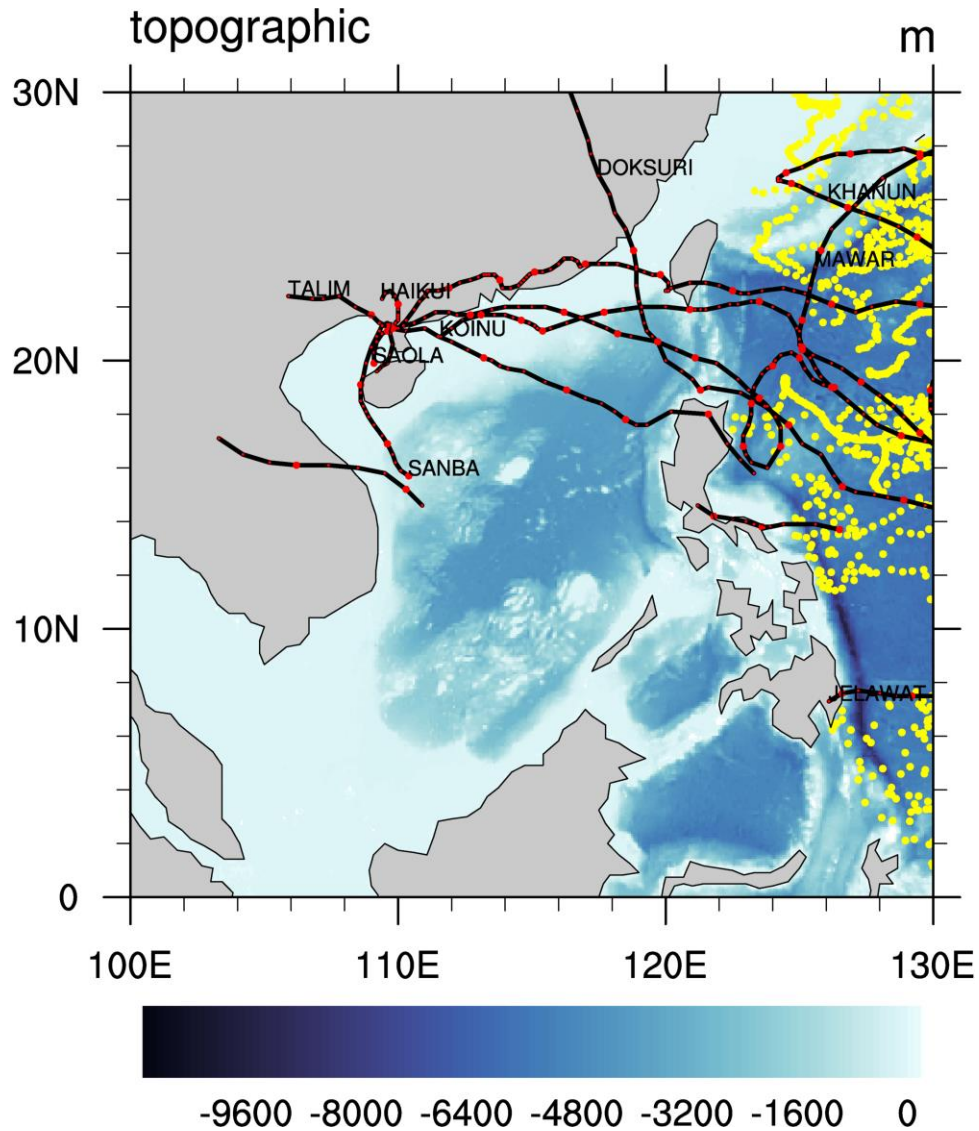 topographic
m
30N
DOKSURI
KHANUN
MAWAR
TALIM
HAIKUI
KOINU
20N
SAOLA
SANBA
10N
JELAWAT
0
100E 110E 120E 130E
-9600 -8000 -6400 -4800 -3200 -1600 0